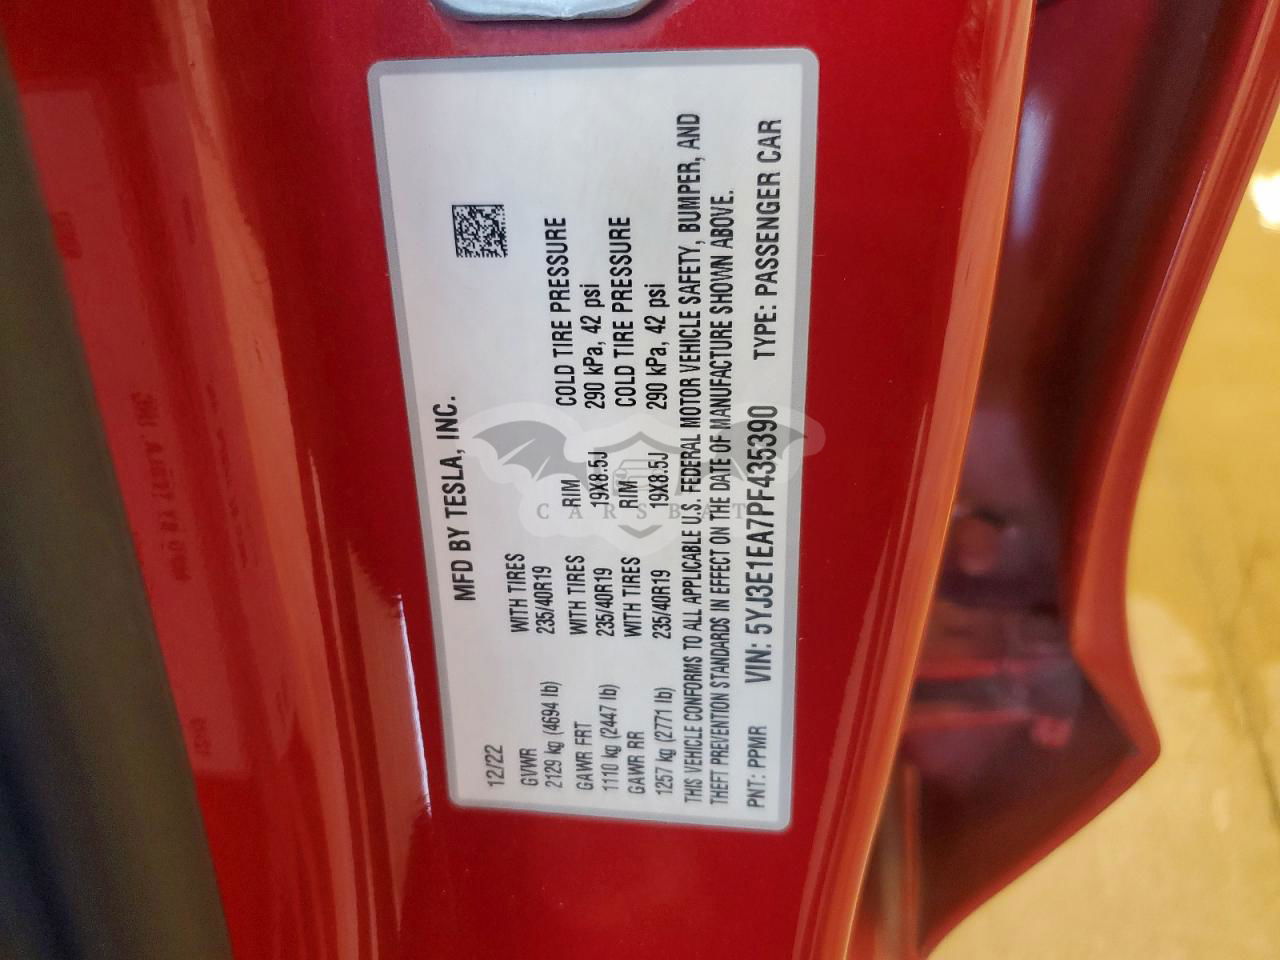 MFD BY TESLA, INC.
12/22
GVWR
2129 kg (4694 lb)
WITH TIRES
235/40R19
RIM
19X8.5J
COLD TIRE PRESSURE
290 kPa, 42 psi
GAWR FRT
1110 kg (2447 lb)
WITH TIRES
235/40R19
RIM
19X8.5J
COLD TIRE PRESSURE
290 kPa, 42 psi
GAWR RR
1257 kg (2771 lb)
WITH TIRES
235/40R19
THIS VEHICLE CONFORMS TO ALL APPLICABLE U.S. FEDERAL MOTOR VEHICLE SAFETY, BUMPER, AND
THEFT PREVENTION STANDARDS IN EFFECT ON THE DATE OF MANUFACTURE SHOWN ABOVE.
PNT: PPMR VIN: 5YJ3E1EA7PF435390 TYPE: PASSENGER CAR
CARSBAT